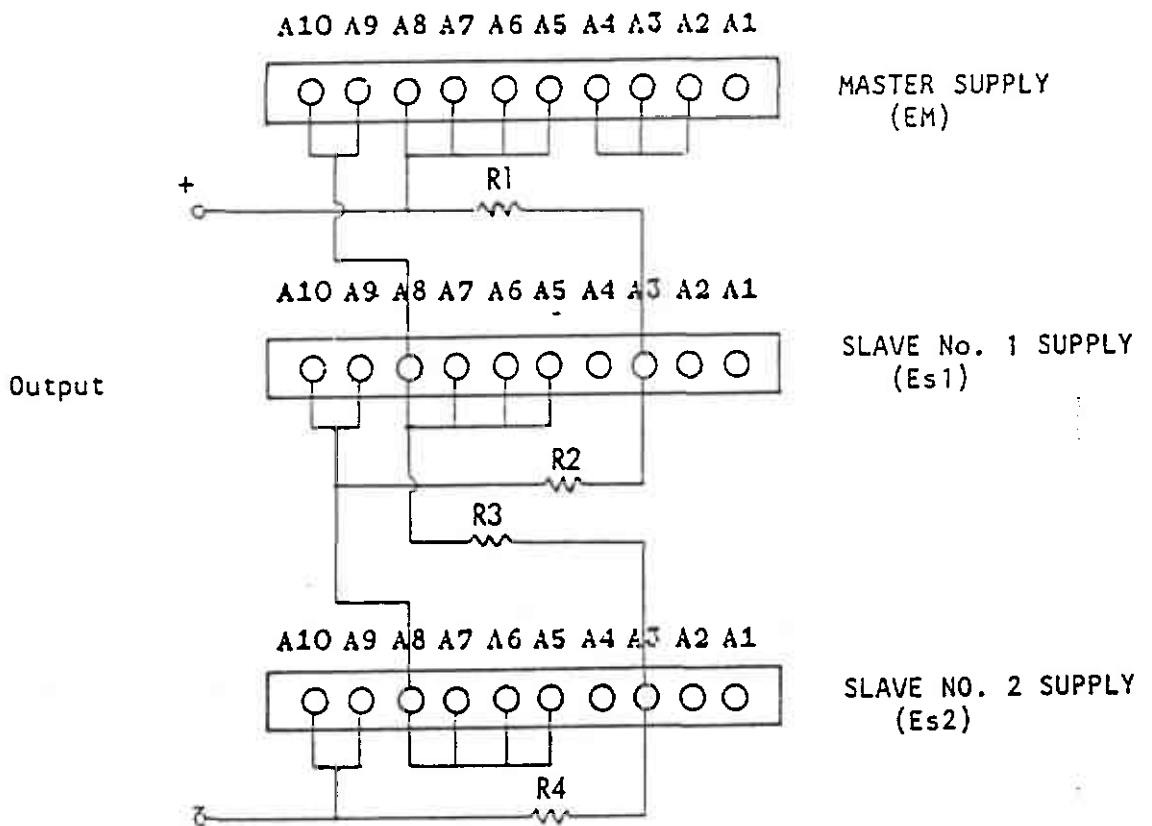 A10 A9 A8 A7 A6 A5 A4 A3 A2 A1
MASTER SUPPLY
(EM)
R1
+
A10 A9 A8 A7 A6 A5 A4 A3 A2 A1
SLAVE No. 1 SUPPLY
(Es1)
Output
R2
R3
A10 A9 A8 A7 A6 A5 A4 A3 A2 A1
SLAVE NO. 2 SUPPLY
(Es2)
R4